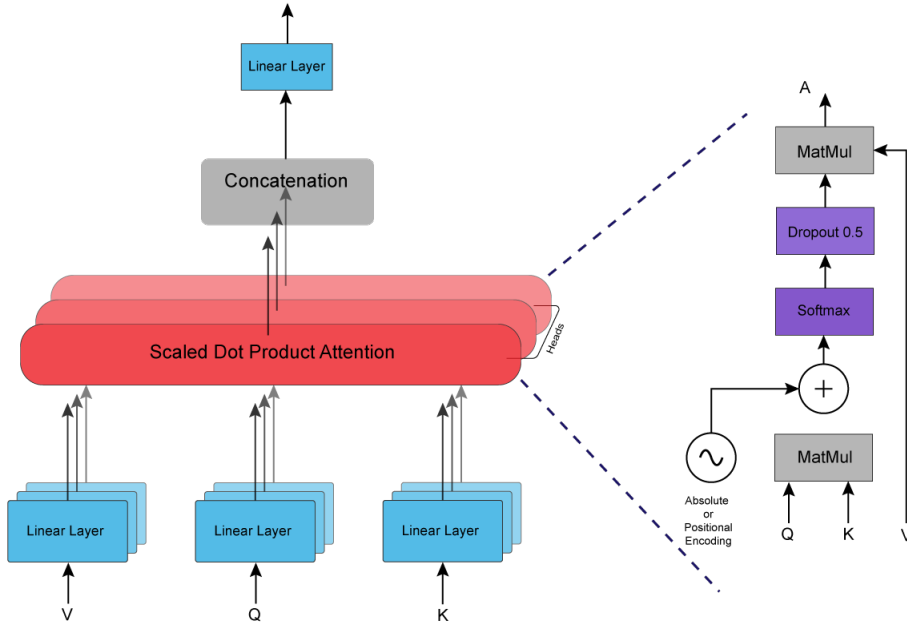 Linear Layer
Concatenation
Scaled Dot Product Attention
Heads
Linear Layer
Linear Layer
Linear Layer
V
Q
K
A
MatMul
Dropout 0.5
Softmax
MatMul
Absolute
or
Positional
Encoding
Q
K
V